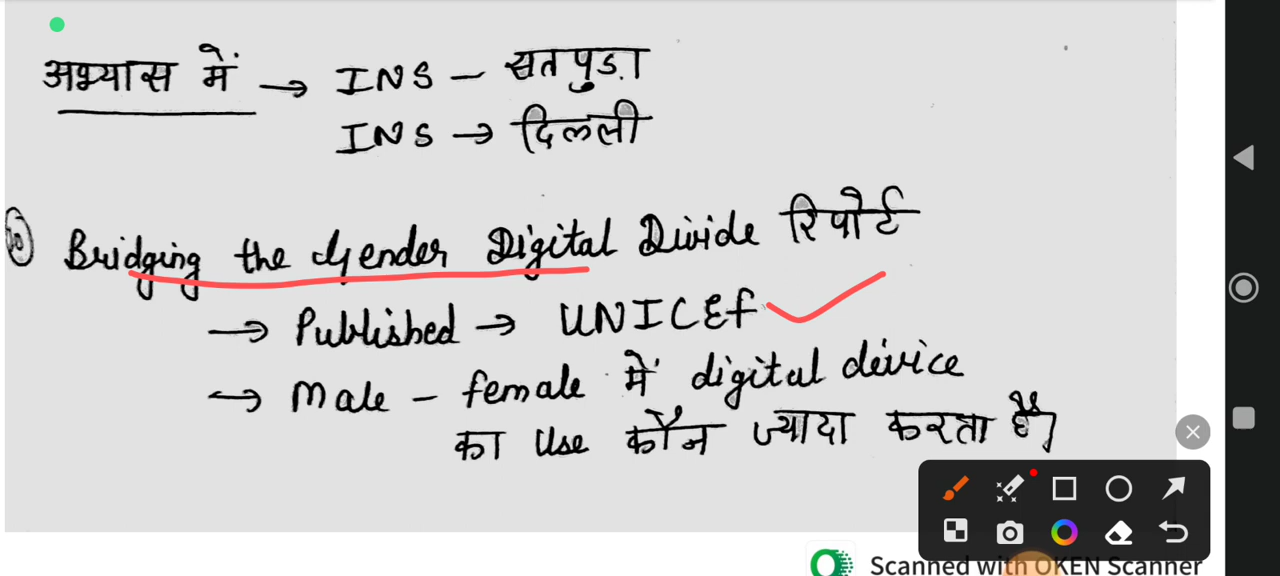 अभ्यास में → INS - सतपुड़ा
INS → दिल्ली
Bridging the Gender Digital Divide रिपोर्ट
→ Published → UNICEF
→ Male - female में digital device
का Use कौन ज्यादा करता है
Scanned with OKEN Scanner